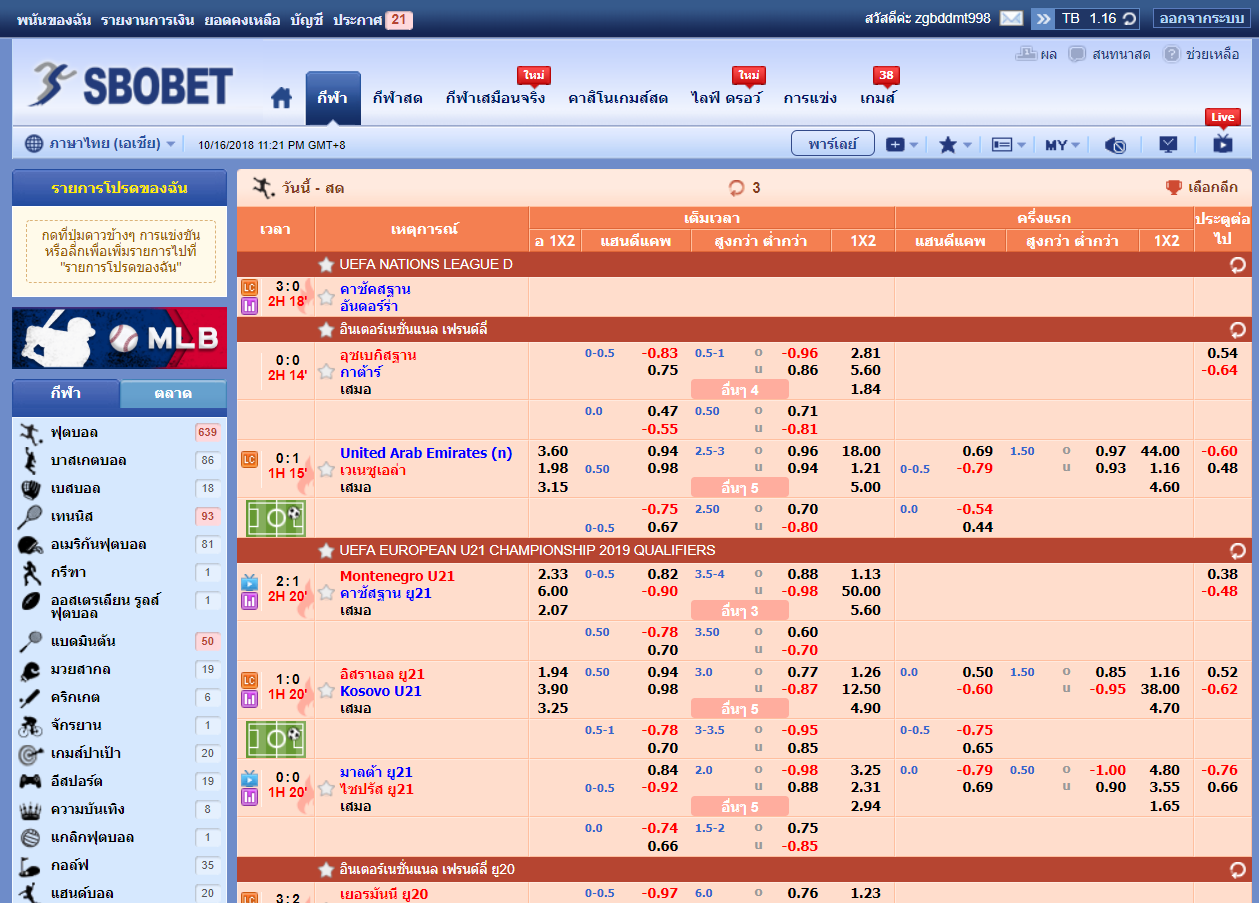 พนันของฉัน รายงานการเงิน ยอดคงเหลือ บัญชี ประกาศ 21
สวัสดีค่ะ zgbddmt998 TB 1.16 ออกจากระบบ
ผล สนทนาสด ช่วยเหลือ
SBOBET
ใหม่ ใหม่ 38
กีฬา กีฬาสด กีฬาเสมือนจริง คาสิโนเกมส์สด ไลฟ์ ดรอว์ การแข่ง เกมส์
Live
ภาษาไทย (เอเชีย) 10/16/2018 11:21 PM GMT+8 พาร์เลย์ MY
รายการโปรดของฉัน
กดที่ปุ่มดาวข้างๆ การแข่งขัน
หรือลีกเพื่อเพิ่มรายการไปที่
"รายการโปรดของฉัน"
MLB
กีฬา ตลาด
ฟุตบอล 639
บาสเกตบอล 86
เบสบอล 18
เทนนิส 93
อเมริกันฟุตบอล 81
กรีฑา 1
ออสเตรเลียน รูลส์ 1
ฟุตบอล
แบดมินตัน 50
มวยสากล 19
คริกเกต 6
จักรยาน 1
เกมส์ปาเป้า 20
อีสปอร์ต 19
ความบันเทิง 8
แกลิกฟุตบอล 1
กอล์ฟ 35
แฮนด์บอล 20
วันนี้ - สด 3 เลือกลีก
เวลา เหตุการณ์ เต็มเวลา ครึ่งแรก ประตูต่อ
ไป
อ 1X2 แฮนดีแคพ สูงกว่า ต่ำกว่า 1X2 แฮนดีแคพ สูงกว่า ต่ำกว่า 1X2
UEFA NATIONS LEAGUE D
LC 3:0 คาซัคสถาน
2H 18' อันดอร์ร่า
อินเตอร์เนชั่นแนล เฟรนด์ลี่
0:0 อุซเบกิสถาน 0-0.5 -0.83 0.5-1 o -0.96 2.81 0.54
2H 14' กาต้าร์ 0.75 u 0.86 5.60 -0.64
เสมอ อื่นๆ 4 1.84
0.0 0.47 0.50 o 0.71
-0.55 u -0.81
LC 0:1 United Arab Emirates (n) 3.60 0.94 2.5-3 o 0.96 18.00 0.69 1.50 o 0.97 44.00 -0.60
1H 15' เวเนซูเอล่า 1.98 0.50 0.98 u 0.94 1.21 0-0.5 -0.79 u 0.93 1.16 0.48
เสมอ 3.15 อื่นๆ 5 5.00 4.60
-0.75 2.50 o 0.70 0.0 -0.54
0-0.5 0.67 u -0.80 0.44
UEFA EUROPEAN U21 CHAMPIONSHIP 2019 QUALIFIERS
2:1 Montenegro U21 2.33 0-0.5 0.82 3.5-4 o 0.88 1.13 0.38
2H 20' คาซัสถาน ยู21 6.00 -0.90 u -0.98 50.00 -0.48
เสมอ 2.07 อื่นๆ 3 5.60
0.50 -0.78 3.50 o 0.60
0.70 u -0.70
LC 1:0 อิสราเอล ยู21 1.94 0.50 0.94 3.0 o 0.77 1.26 0.0 0.50 1.50 o 0.85 1.16 0.52
1H 20' Kosovo U21 3.90 0.98 u -0.87 12.50 -0.60 u -0.95 38.00 -0.62
เสมอ 3.25 อื่นๆ 5 4.90 4.70
0.5-1 -0.78 3-3.5 o -0.95 0-0.5 -0.75
0.70 u 0.85 0.65
0:0 มาลต้า ยู21 0.84 2.0 o -0.98 3.25 0.0 -0.79 0.50 o -1.00 4.80 -0.76
1H 20' ไซปรัส ยู21 0-0.5 -0.92 u 0.88 2.31 0.69 u 0.90 3.55 0.66
เสมอ อื่นๆ 5 2.94 1.65
0.0 -0.74 1.5-2 o 0.75
0.66 u -0.85
อินเตอร์เนชั่นแนล เฟรนด์ลี่ ยู20
LC 3:2 เยอรมันนี ยู20 0-0.5 -0.97 6.0 o 0.76 1.23